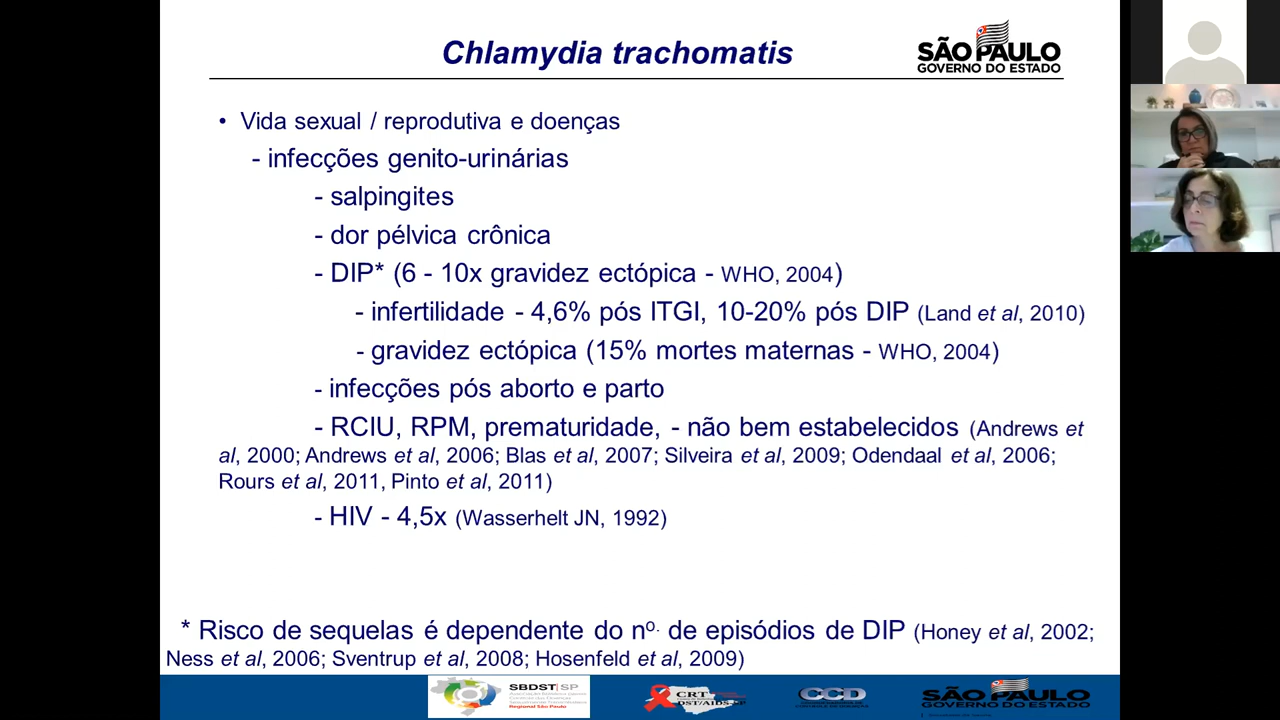 Chlamydia trachomatis
SÃO PAULO
GOVERNO DO ESTADO
• Vida sexual / reprodutiva e doenças
- infecções genito-urinárias
- salpingites
- dor pélvica crônica
- DIP* (6 - 10x gravidez ectópica - WHO, 2004)
- infertilidade - 4,6% pós ITGI, 10-20% pós DIP (Land et al, 2010)
- gravidez ectópica (15% mortes maternas - WHO, 2004)
- infecções pós aborto e parto
- RCIU, RPM, prematuridade, - não bem estabelecidos (Andrews et
al, 2000; Andrews et al, 2006; Blas et al, 2007; Silveira et al, 2009; Odendaal et al, 2006;
Rours et al, 2011, Pinto et al, 2011)
- HIV - 4,5x (Wasserhelt JN, 1992)
* Risco de sequelas é dependente do nº. de episódios de DIP (Honey et al, 2002;
Ness et al, 2006; Sventrup et al, 2008; Hosenfeld et al, 2009)
SBDST|SP
Regional São Paulo
CRT
DST/AIDS-SP
CCD
SÃO PAULO
GOVERNO DO ESTADO